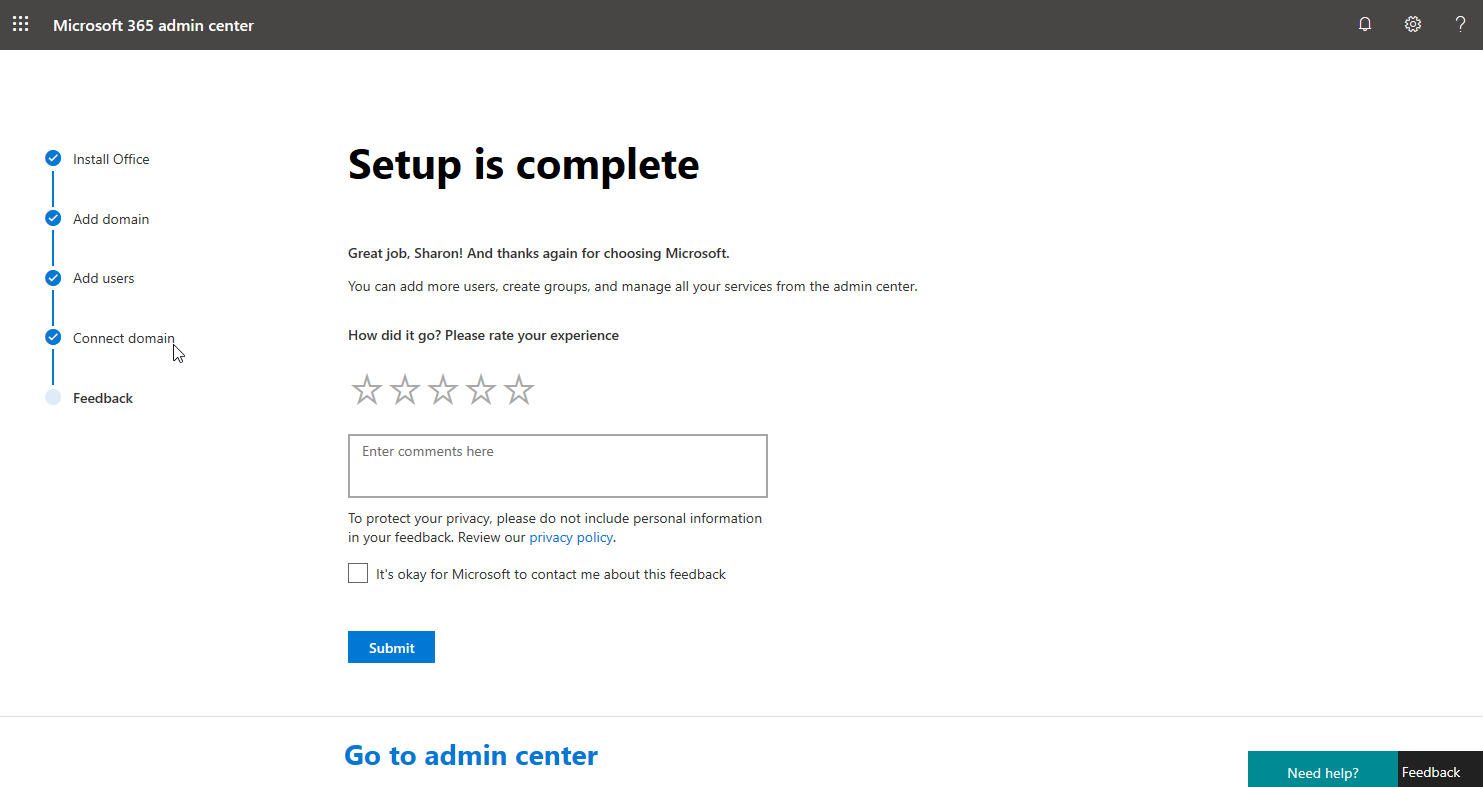 Microsoft 365 admin center
?
Install Office
Add domain
Add users
Connect domain
Feedback
Setup is complete
Great job, Sharon! And thanks again for choosing Microsoft.
You can add more users, create groups, and manage all your services from the admin center.
How did it go? Please rate your experience
Enter comments here
To protect your privacy, please do not include personal information
in your feedback. Review our privacy policy.
It's okay for Microsoft to contact me about this feedback
Submit
Go to admin center
Need help?
Feedback